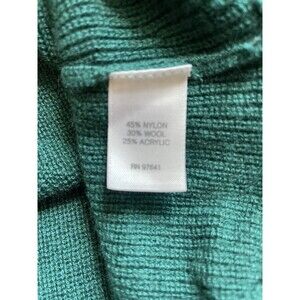 45% NYLON
30% WOOL
25% ACRYLIC
RN 97641